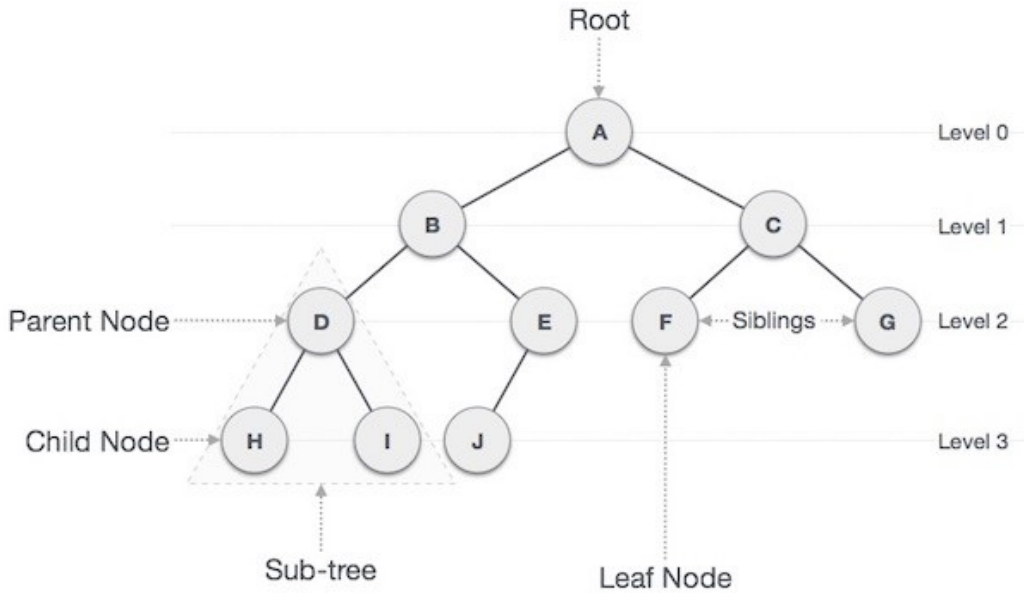 Root
A
Level 0
B
C
Level 1
Parent Node
D
E
F
Siblings
G
Level 2
Child Node
H
I
J
Level 3
Sub-tree
Leaf Node